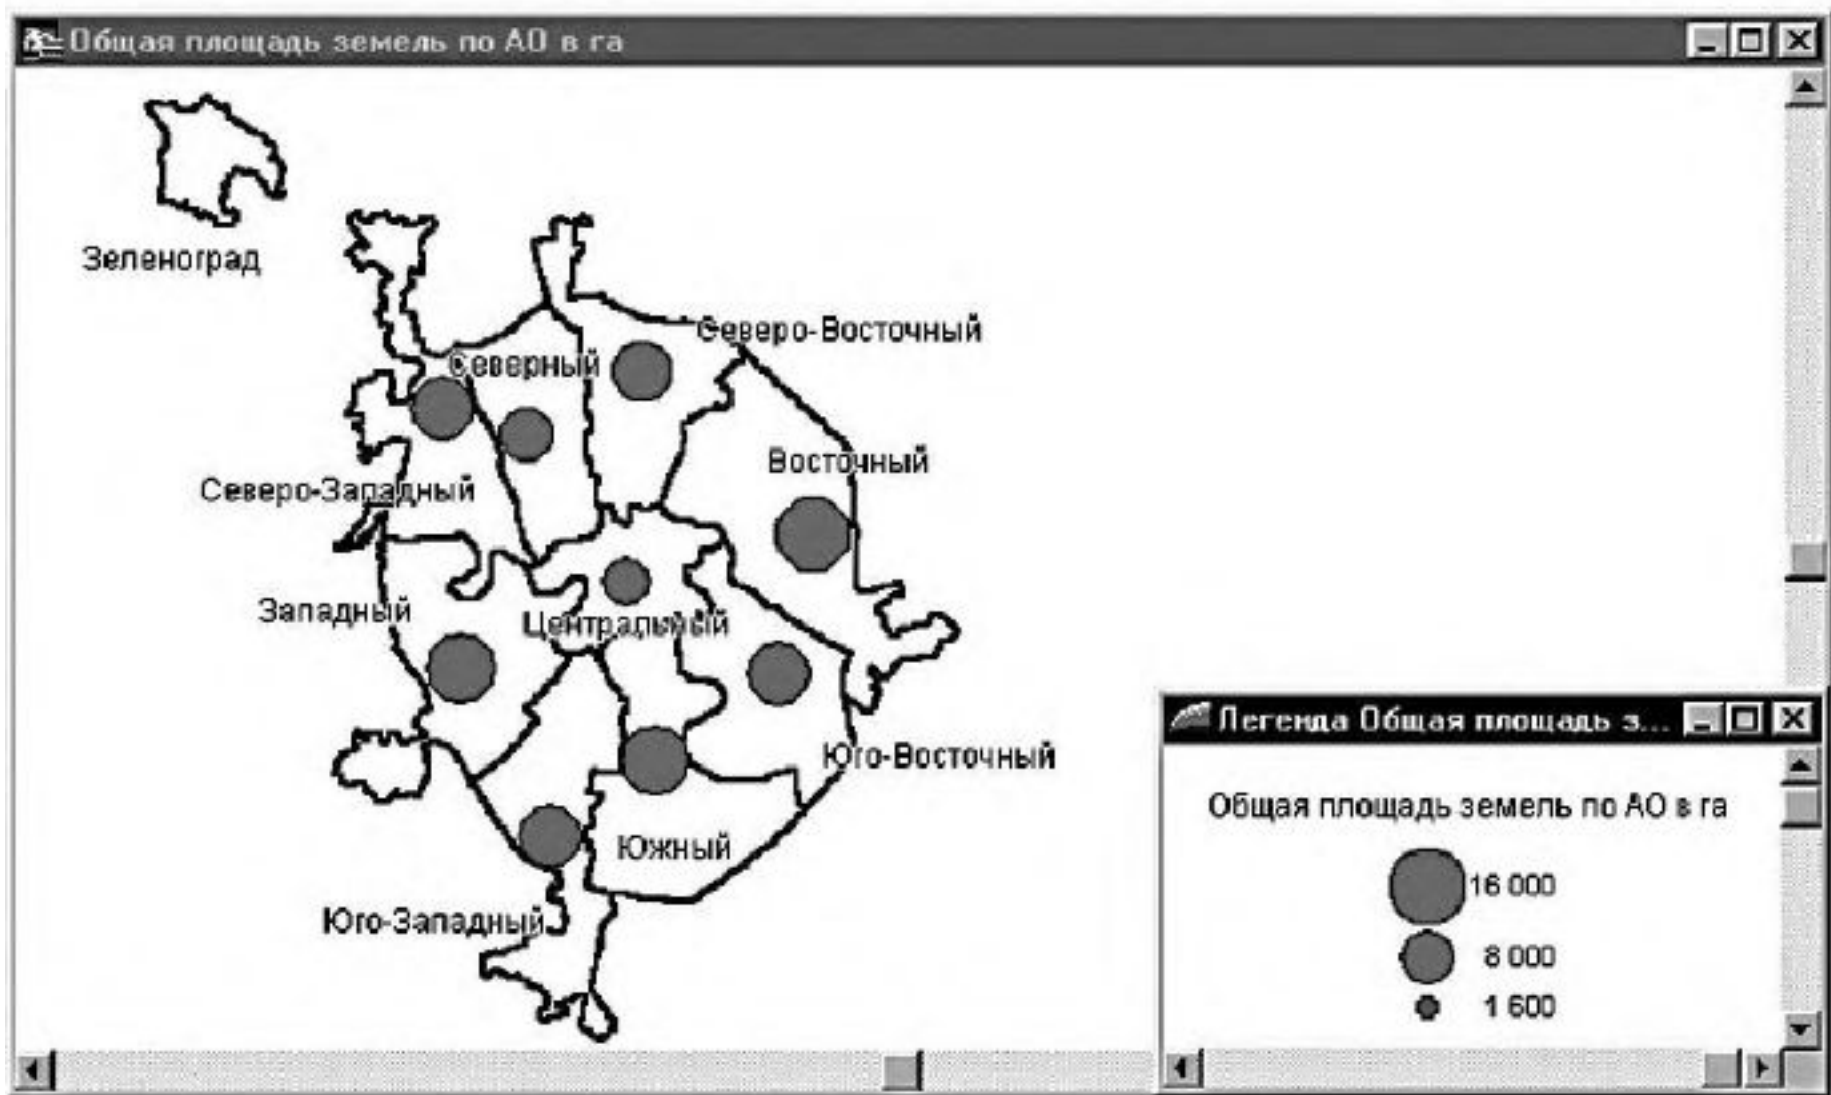 Общая площадь земель по АО в га
Зеленоград
Северо-Восточный
Северный
Восточный
Северо-Западный
Западный
Центральный
Юго-Восточный
Южный
Юго-Западный
Легенда Общая площадь з...
Общая площадь земель по АО в га
16 000
8 000
1 600